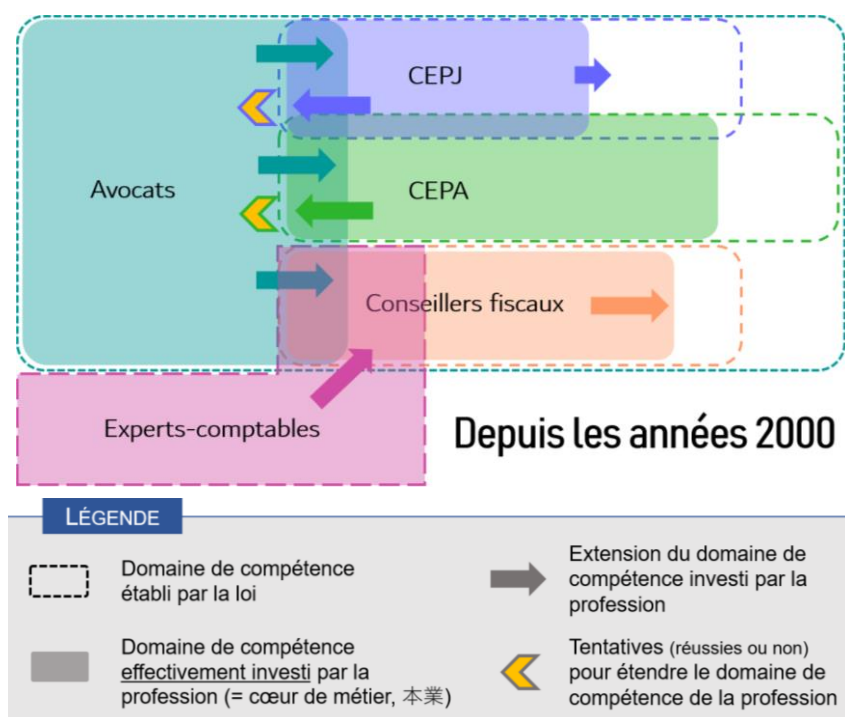 CEPJ
Avocats
CEPA
Conseillers fiscaux
Experts-comptables
Depuis les années 2000
LÉGENDE
Domaine de compétence
établi par la loi
Extension du domaine de
compétence investi par la
profession
Domaine de compétence
effectivement investi par la
profession (= cœur de métier, 本業)
Tentatives (réussies ou non)
pour étendre le domaine de
compétence de la profession